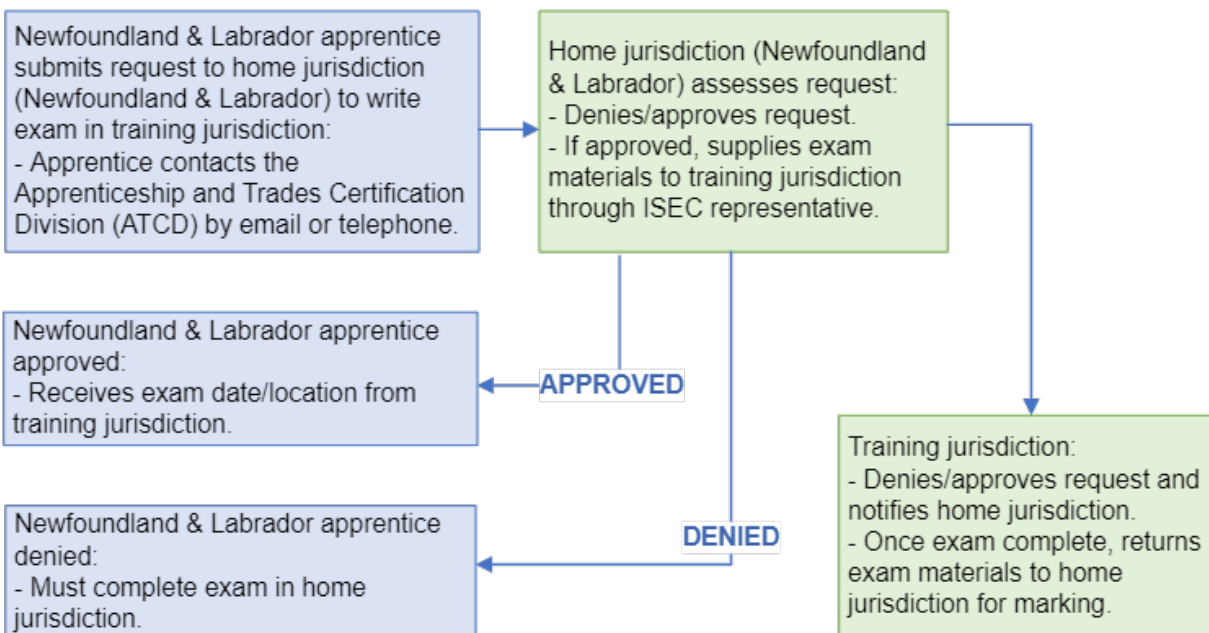 Newfoundland & Labrador apprentice
submits request to home jurisdiction
(Newfoundland & Labrador) to write
exam in training jurisdiction:
- Apprentice contacts the
Apprenticeship and Trades Certification
Division (ATCD) by email or telephone.
Home jurisdiction (Newfoundland
& Labrador) assesses request:
- Denies/approves request.
- If approved, supplies exam
materials to training jurisdiction
through ISEC representative.
Newfoundland & Labrador apprentice
approved:
- Receives exam date/location from
training jurisdiction.
APPROVED
Newfoundland & Labrador apprentice
denied:
- Must complete exam in home
jurisdiction.
DENIED
Training jurisdiction:
- Denies/approves request and
notifies home jurisdiction.
- Once exam complete, returns
exam materials to home
jurisdiction for marking.